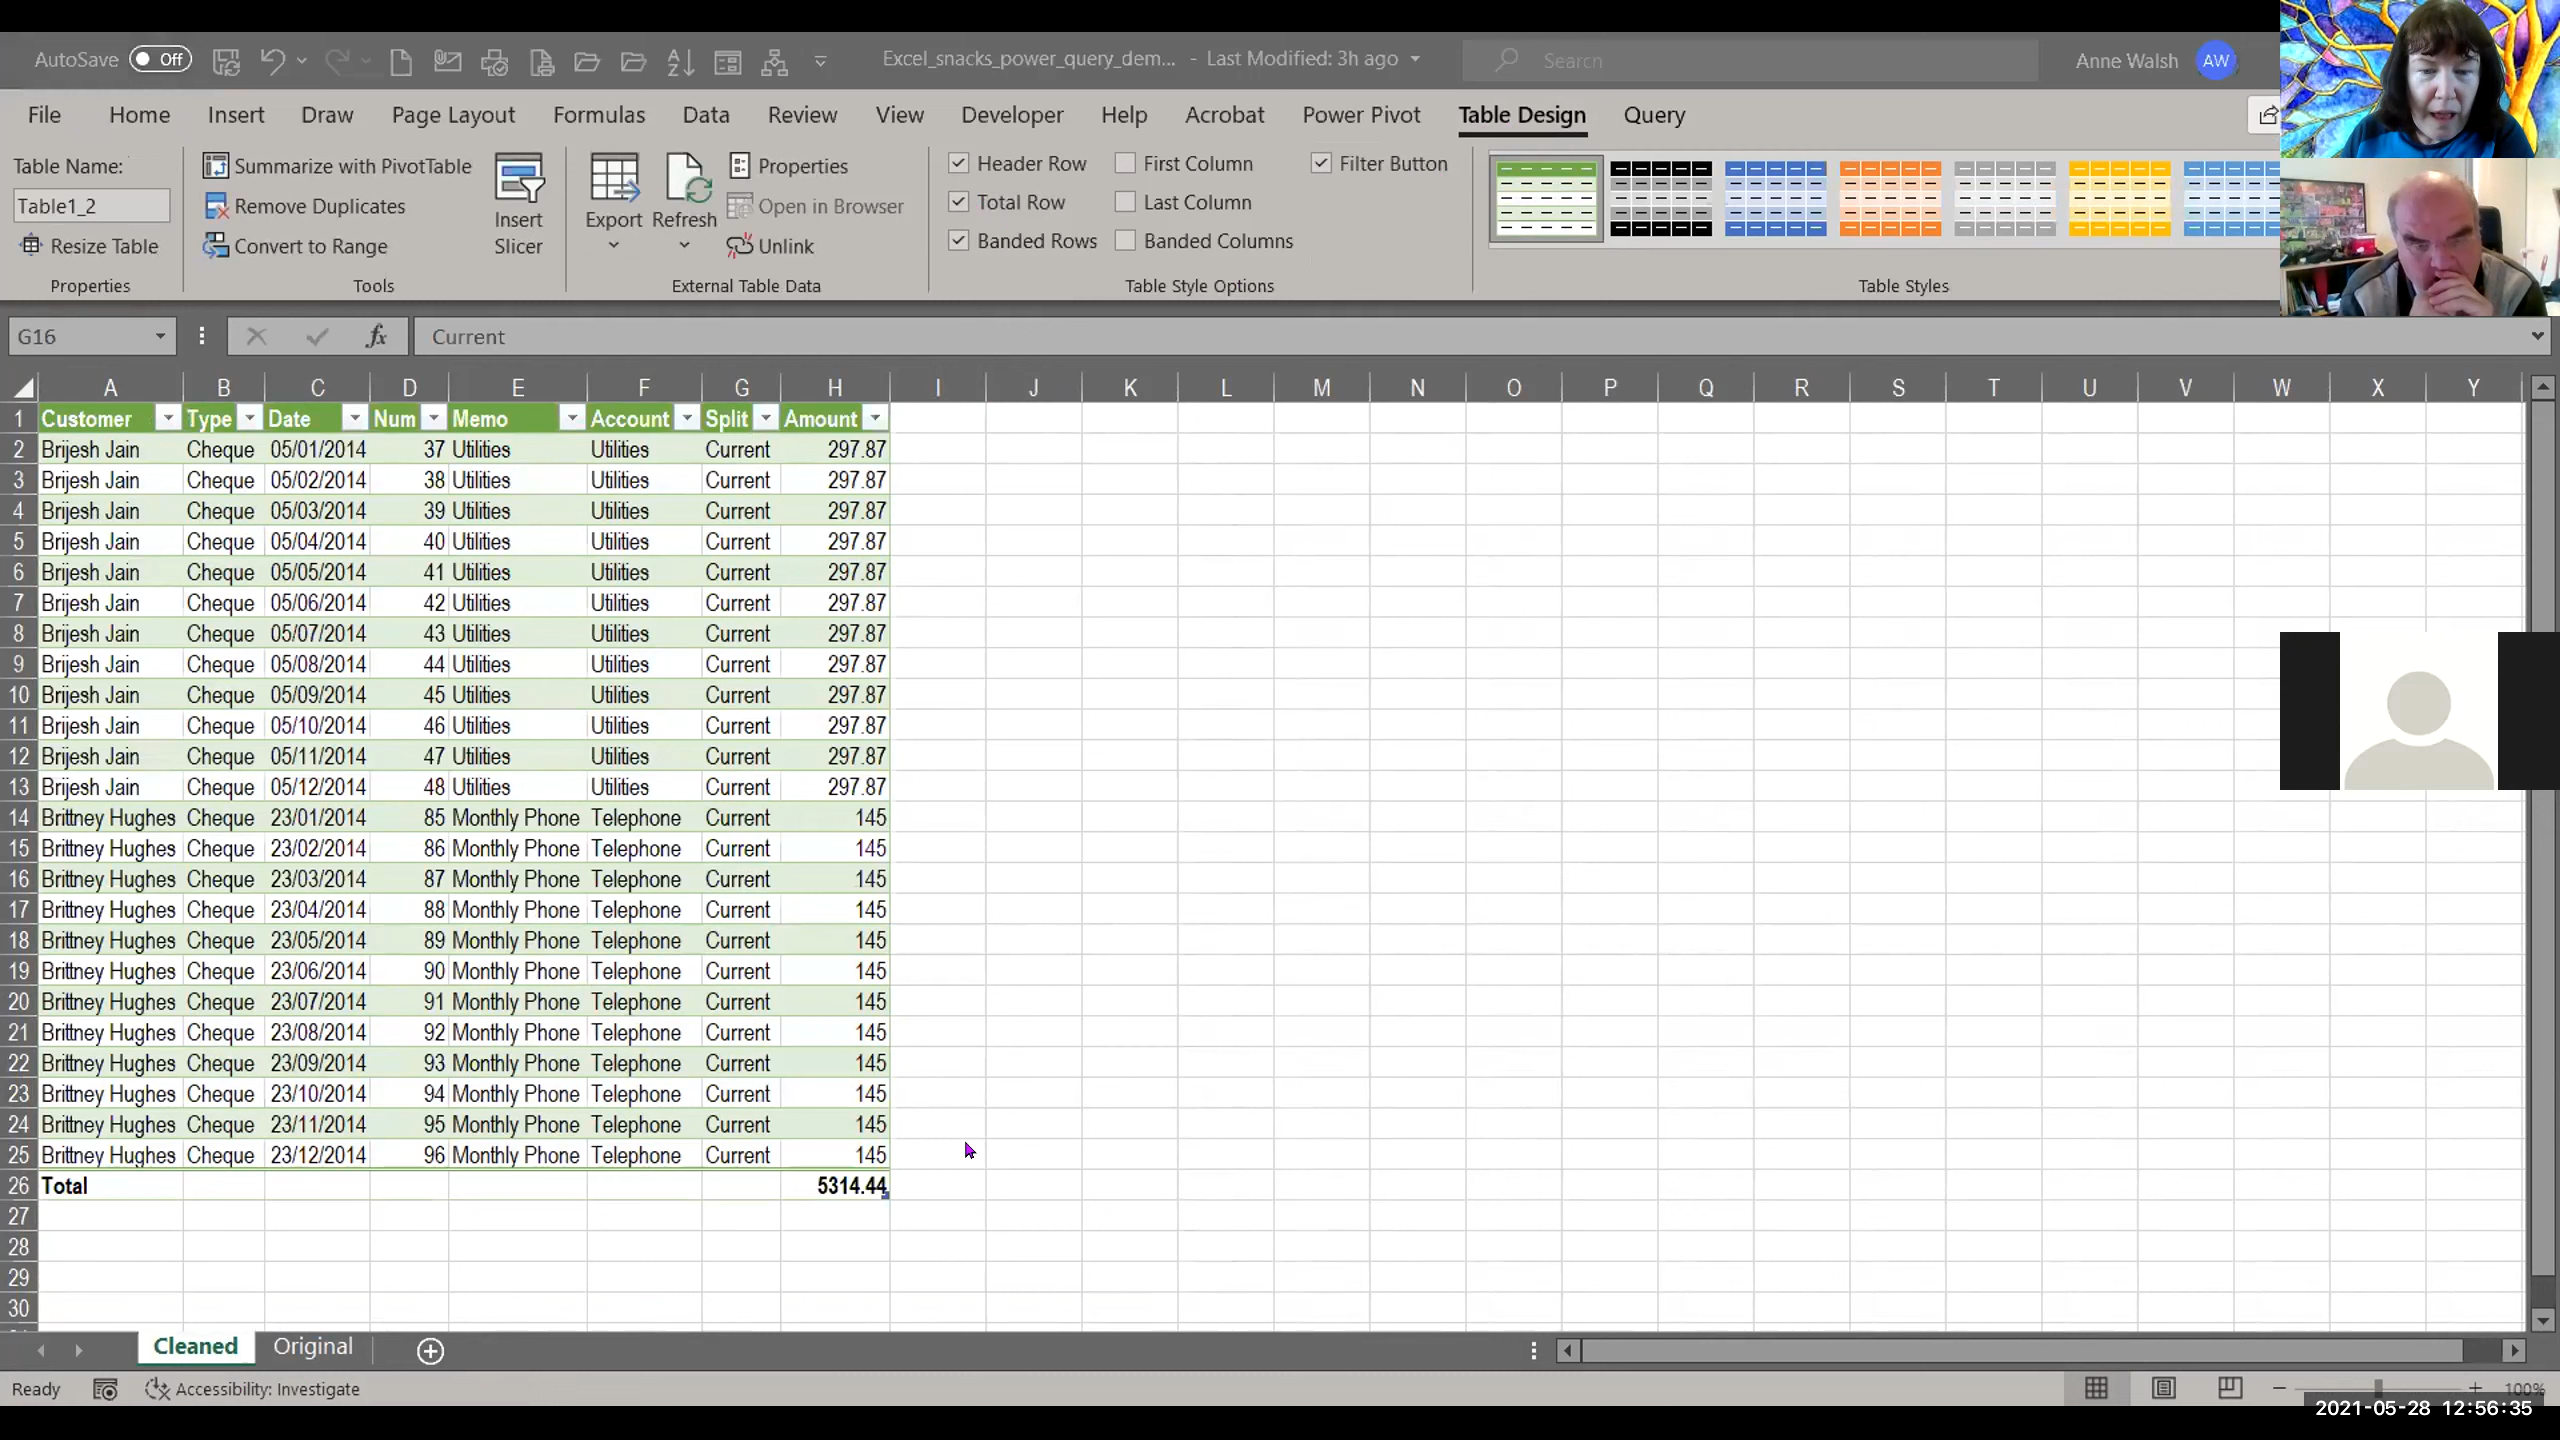 AutoSave Off Excel_snacks_power_query_dem... - Last Modified: 3h ago Search Anne Walsh AW
File Home Insert Draw Page Layout Formulas Data Review View Developer Help Acrobat Power Pivot Table Design Query
Table Name:
Table1_2
Resize Table
Properties
Summarize with PivotTable
Remove Duplicates
Convert to Range
Insert
Slicer
Tools
Export
Refresh
Properties
Open in Browser
Unlink
External Table Data
Header Row First Column Filter Button
Total Row Last Column
Banded Rows Banded Columns
Table Style Options
Table Styles
G16 fx Current
A B C D E F G H I J K L M N O P Q R S T U V W X Y
1 Customer Type Date Num Memo Account Split Amount
2 Brijesh Jain Cheque 05/01/2014 37 Utilities Utilities Current 297.87
3 Brijesh Jain Cheque 05/02/2014 38 Utilities Utilities Current 297.87
4 Brijesh Jain Cheque 05/03/2014 39 Utilities Utilities Current 297.87
5 Brijesh Jain Cheque 05/04/2014 40 Utilities Utilities Current 297.87
6 Brijesh Jain Cheque 05/05/2014 41 Utilities Utilities Current 297.87
7 Brijesh Jain Cheque 05/06/2014 42 Utilities Utilities Current 297.87
8 Brijesh Jain Cheque 05/07/2014 43 Utilities Utilities Current 297.87
9 Brijesh Jain Cheque 05/08/2014 44 Utilities Utilities Current 297.87
10 Brijesh Jain Cheque 05/09/2014 45 Utilities Utilities Current 297.87
11 Brijesh Jain Cheque 05/10/2014 46 Utilities Utilities Current 297.87
12 Brijesh Jain Cheque 05/11/2014 47 Utilities Utilities Current 297.87
13 Brijesh Jain Cheque 05/12/2014 48 Utilities Utilities Current 297.87
14 Brittney Hughes Cheque 23/01/2014 85 Monthly Phone Telephone Current 145
15 Brittney Hughes Cheque 23/02/2014 86 Monthly Phone Telephone Current 145
16 Brittney Hughes Cheque 23/03/2014 87 Monthly Phone Telephone Current 145
17 Brittney Hughes Cheque 23/04/2014 88 Monthly Phone Telephone Current 145
18 Brittney Hughes Cheque 23/05/2014 89 Monthly Phone Telephone Current 145
19 Brittney Hughes Cheque 23/06/2014 90 Monthly Phone Telephone Current 145
20 Brittney Hughes Cheque 23/07/2014 91 Monthly Phone Telephone Current 145
21 Brittney Hughes Cheque 23/08/2014 92 Monthly Phone Telephone Current 145
22 Brittney Hughes Cheque 23/09/2014 93 Monthly Phone Telephone Current 145
23 Brittney Hughes Cheque 23/10/2014 94 Monthly Phone Telephone Current 145
24 Brittney Hughes Cheque 23/11/2014 95 Monthly Phone Telephone Current 145
25 Brittney Hughes Cheque 23/12/2014 96 Monthly Phone Telephone Current 145
26 Total 5314.44
27
28
29
30
Cleaned Original
Ready Accessibility: Investigate 100%
2021-05-28 12:56:35